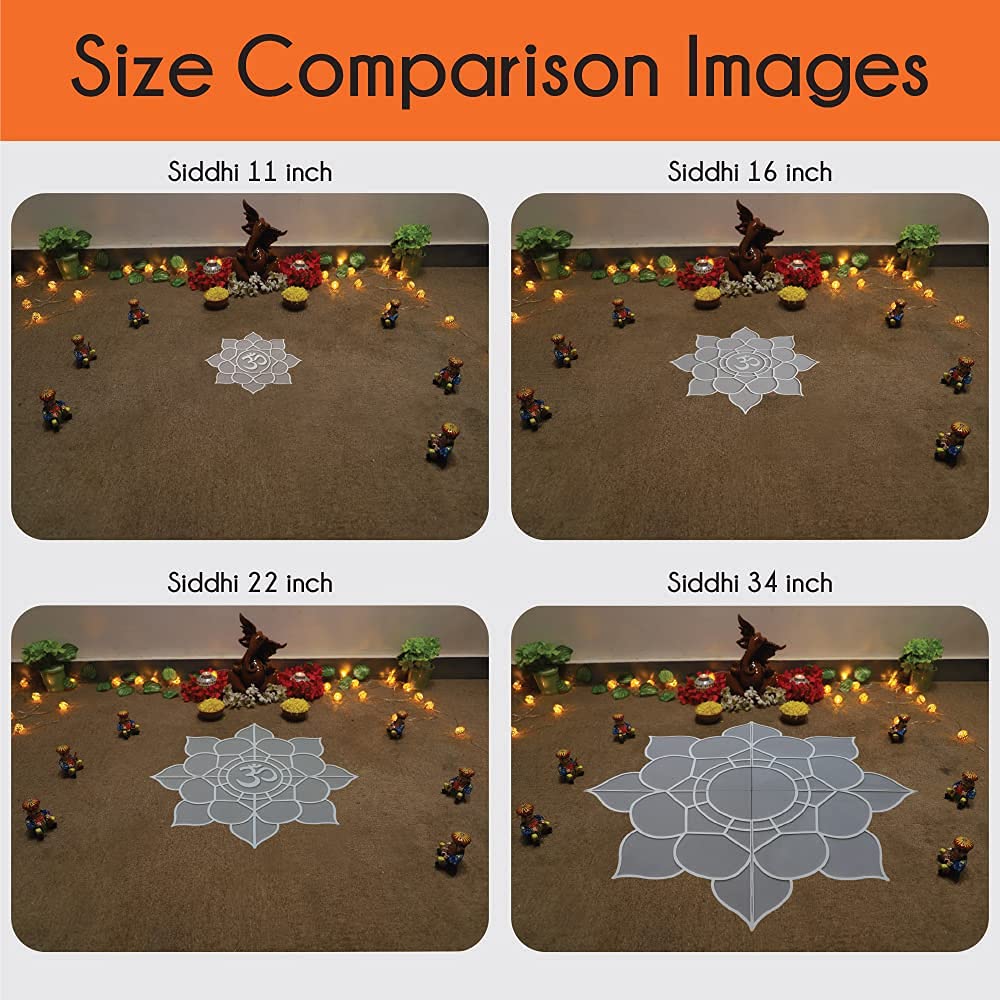 Size Comparison Images
Siddhi 11 inch
Siddhi 16 inch
ॐ
ॐ
Siddhi 22 inch
Siddhi 34 inch
ॐ